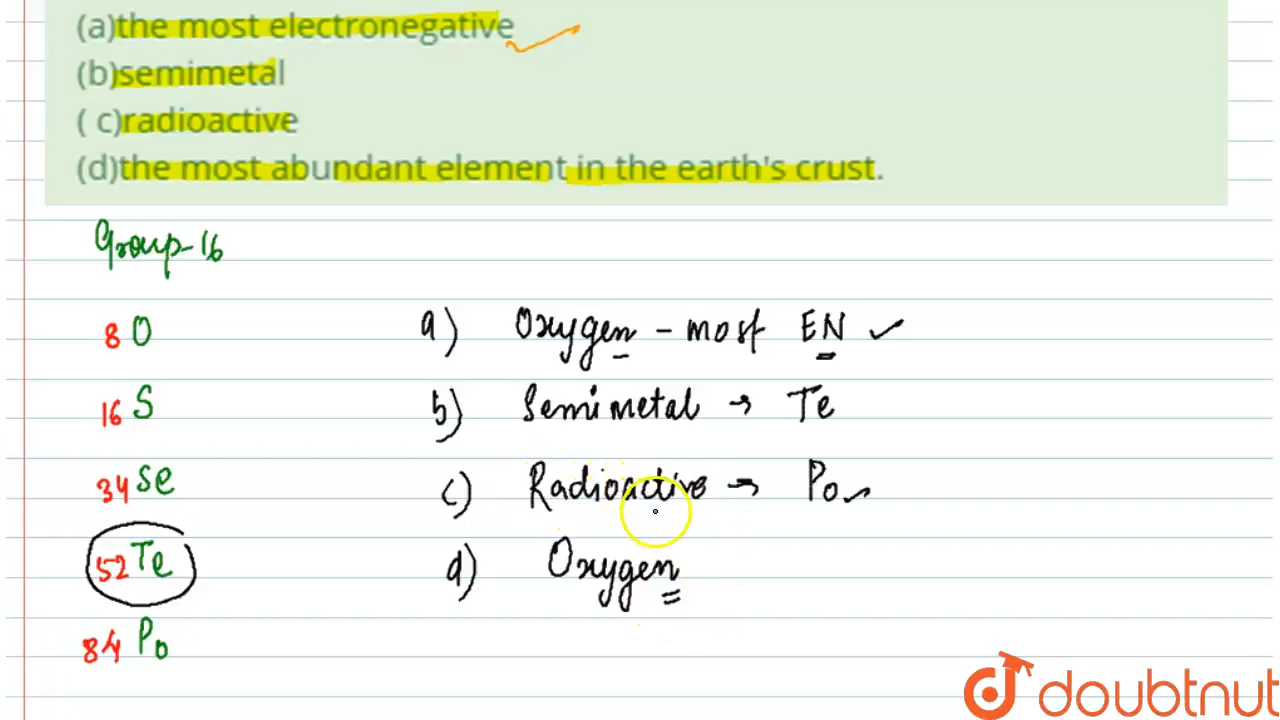 (a)the most electronegative
(b)semimetal
( c)radioactive
(d)the most abundant element in the earth's crust.
Group-16
8 O
a) Oxygen - most EN ✓
16 S
b) Semimetal → Te
34 Se
c) Radioactive → Po ✓
52 Te
d) Oxygen
84 Po
doubtnut